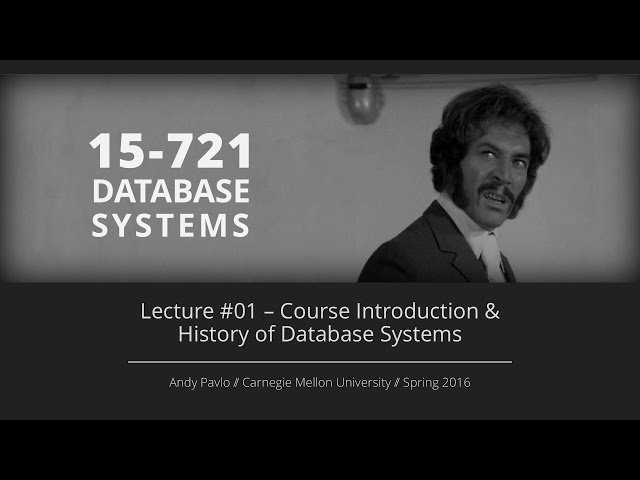 15-721
DATABASE
SYSTEMS
Lecture #01 – Course Introduction &
History of Database Systems
Andy Pavlo // Carnegie Mellon University // Spring 2016